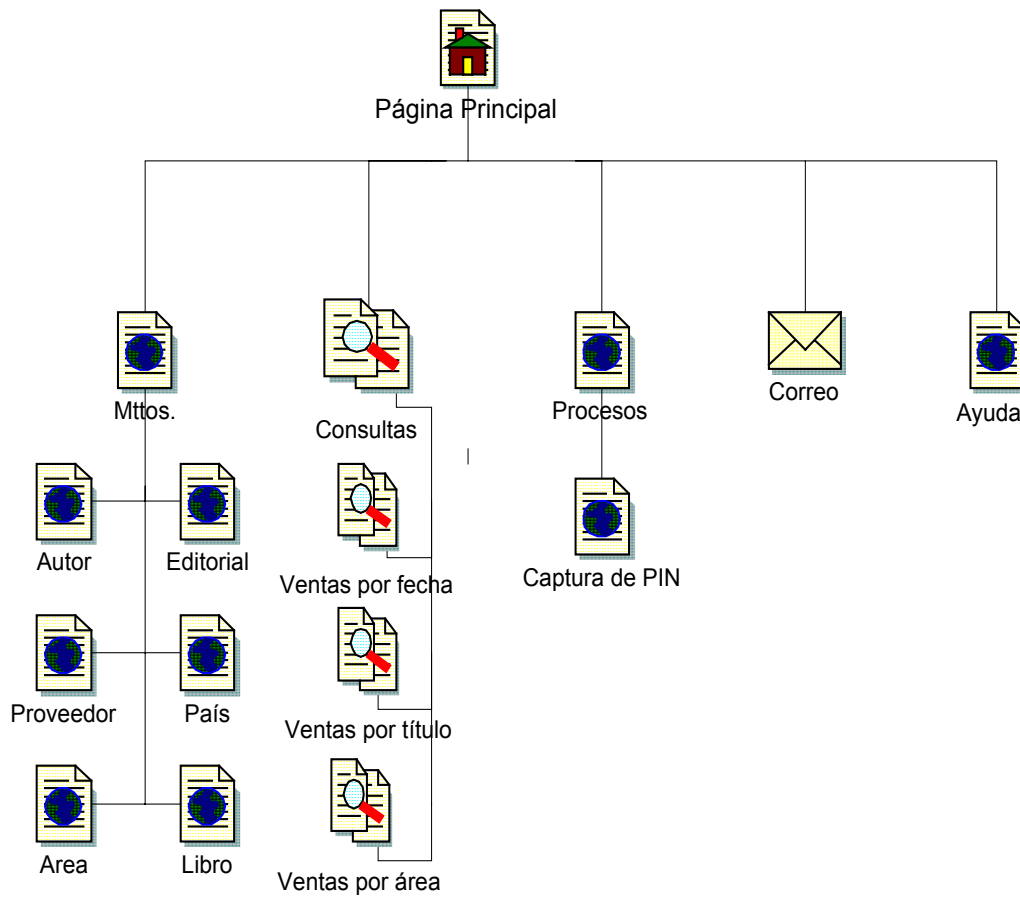 Página Principal
Mttos.
Consultas
Procesos
Correo
Ayuda
Autor
Editorial
Ventas por fecha
Captura de PIN
Proveedor
País
Ventas por título
Area
Libro
Ventas por área